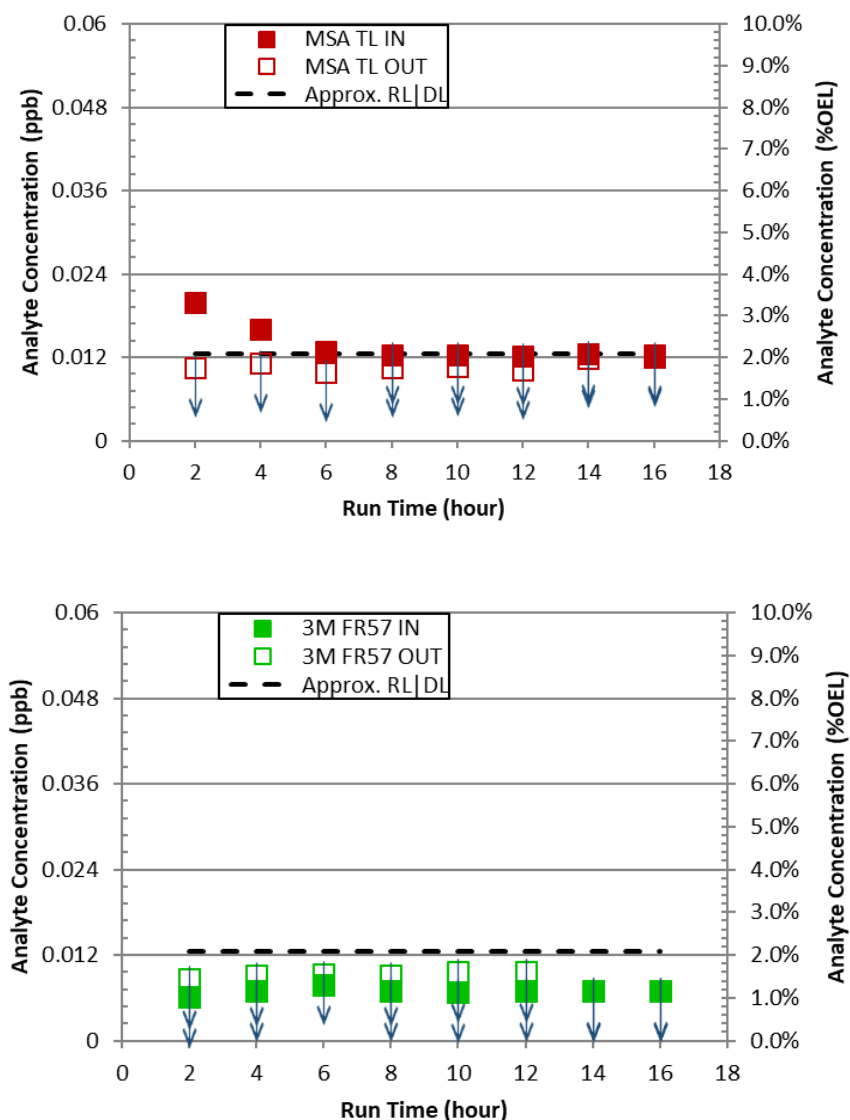 MSA TL IN
MSA TL OUT
Approx. RL|DL
Analyte Concentration (ppb)
0.06
0.048
0.036
0.024
0.012
0
10.0%
9.0%
8.0%
7.0%
6.0%
5.0%
4.0%
3.0%
2.0%
1.0%
0.0%
Analyte Concentration (%OEL)
0 2 4 6 8 10 12 14 16 18
Run Time (hour)
3M FR57 IN
3M FR57 OUT
Approx. RL|DL
Analyte Concentration (ppb)
0.06
0.048
0.036
0.024
0.012
0
10.0%
9.0%
8.0%
7.0%
6.0%
5.0%
4.0%
3.0%
2.0%
1.0%
0.0%
Analyte Concentration (%OEL)
0 2 4 6 8 10 12 14 16 18
Run Time (hour)